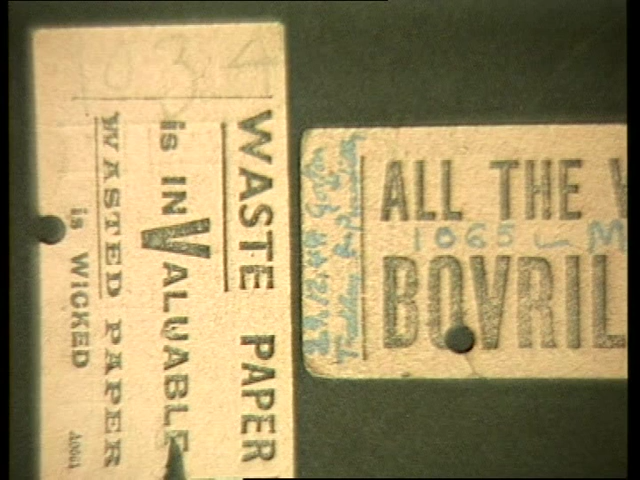 1034
WASTE PAPER
is INVALUABLE
WASTED PAPER
is WICKED
ALL THE
1065 - M
BOVRIL